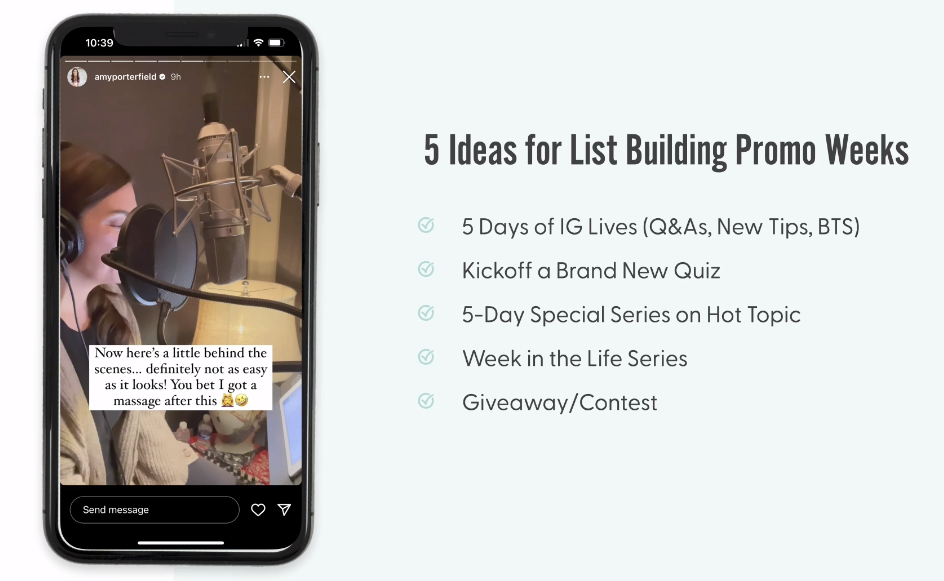 10:39
amyporterfield 9h
Now here's a little behind the
scenes... definitely not as easy
as it looks! You bet I got a
massage after this 💆‍♀️🤣
Send message
5 Ideas for List Building Promo Weeks
5 Days of IG Lives (Q&As, New Tips, BTS)
Kickoff a Brand New Quiz
5-Day Special Series on Hot Topic
Week in the Life Series
Giveaway/Contest